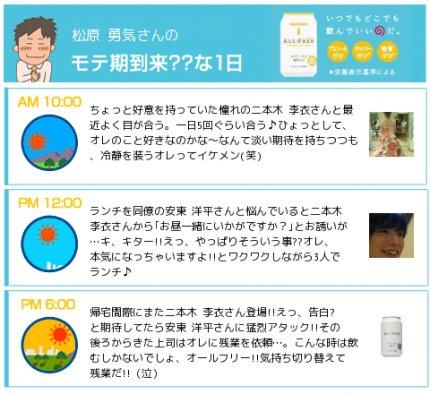 松原 勇気さんの
モテ期到来??な1日
いつでもどこでも
飲んでいい◎だ。
アルコールゼロ* カロリーゼロ* 糖質ゼロ*
*栄養表示基準による
ALL-FREE
AM 10:00
ちょっと好意を持っていた憧れの二本木 李衣さんと最
近よく目が合う。一日5回ぐらい合う♪ひょっとして、
オレのこと好きなのかな〜なんて淡い期待を持ちつつも
、冷静を装うオレってイケメン(笑)
PM 12:00
ランチを同僚の安東 洋平さんと悩んでいると二本木
李衣さんから「お昼一緒にいかがですか?」とお誘いが
…キ、キター!!えっ、やっぱりそういう事??オレ、
本気になっちゃいますよ!!とワクワクしながら3人で
ランチ♪
PM 6:00
帰宅間際にまた二本木 李衣さん登場!!えっ、告白?
と期待してたら安東 洋平さんに猛烈アタック!!その
後ろからきた上司はオレに残業を依頼…。こんな時は飲
むしかないでしょ、オールフリー!!気持ち切り替えて
残業だ!! (泣)